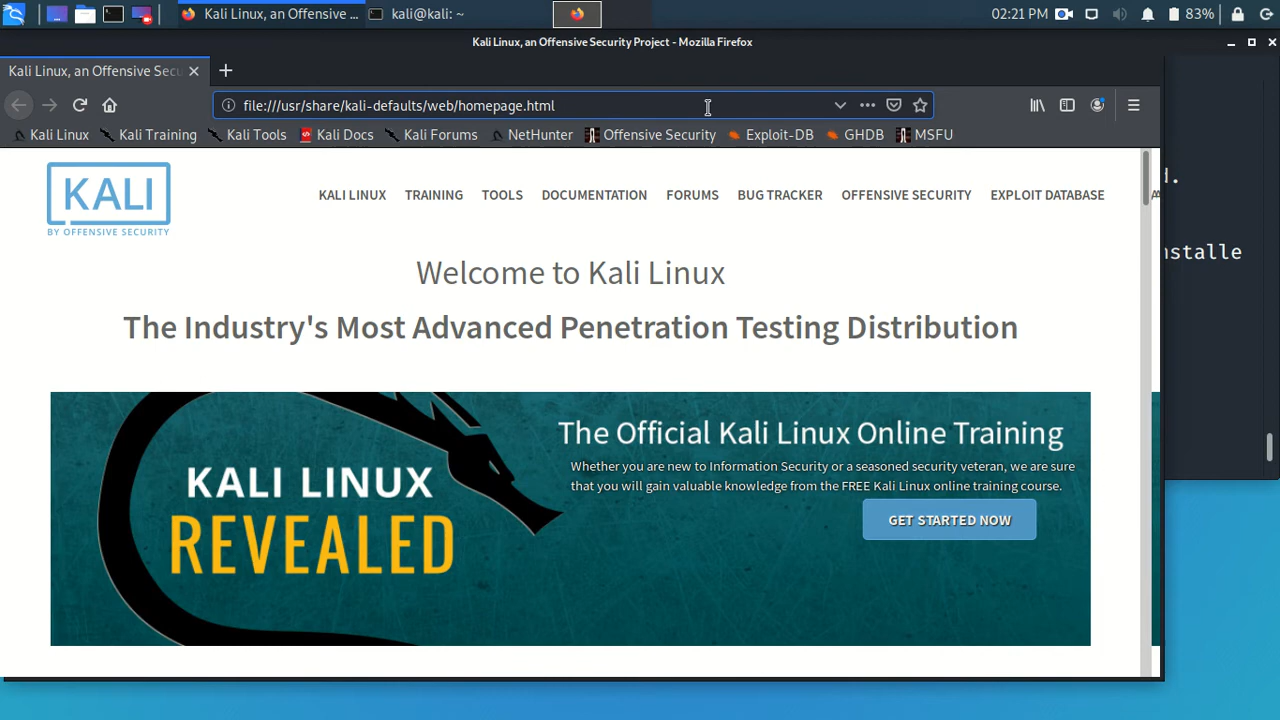 Kali Linux, an Offensive ...
kali@kali: ~
02:21 PM
83%
Kali Linux, an Offensive Security Project - Mozilla Firefox
Kali Linux, an Offensive Secu
file:///usr/share/kali-defaults/web/homepage.html
Kali Linux Kali Training Kali Tools Kali Docs Kali Forums NetHunter Offensive Security Exploit-DB GHDB MSFU
KALI
BY OFFENSIVE SECURITY
KALI LINUX TRAINING TOOLS DOCUMENTATION FORUMS BUG TRACKER OFFENSIVE SECURITY EXPLOIT DATABASE
d.
nstalle
Welcome to Kali Linux
The Industry's Most Advanced Penetration Testing Distribution
KALI LINUX
REVEALED
The Official Kali Linux Online Training
Whether you are new to Information Security or a seasoned security veteran, we are sure
that you will gain valuable knowledge from the FREE Kali Linux online training course.
GET STARTED NOW